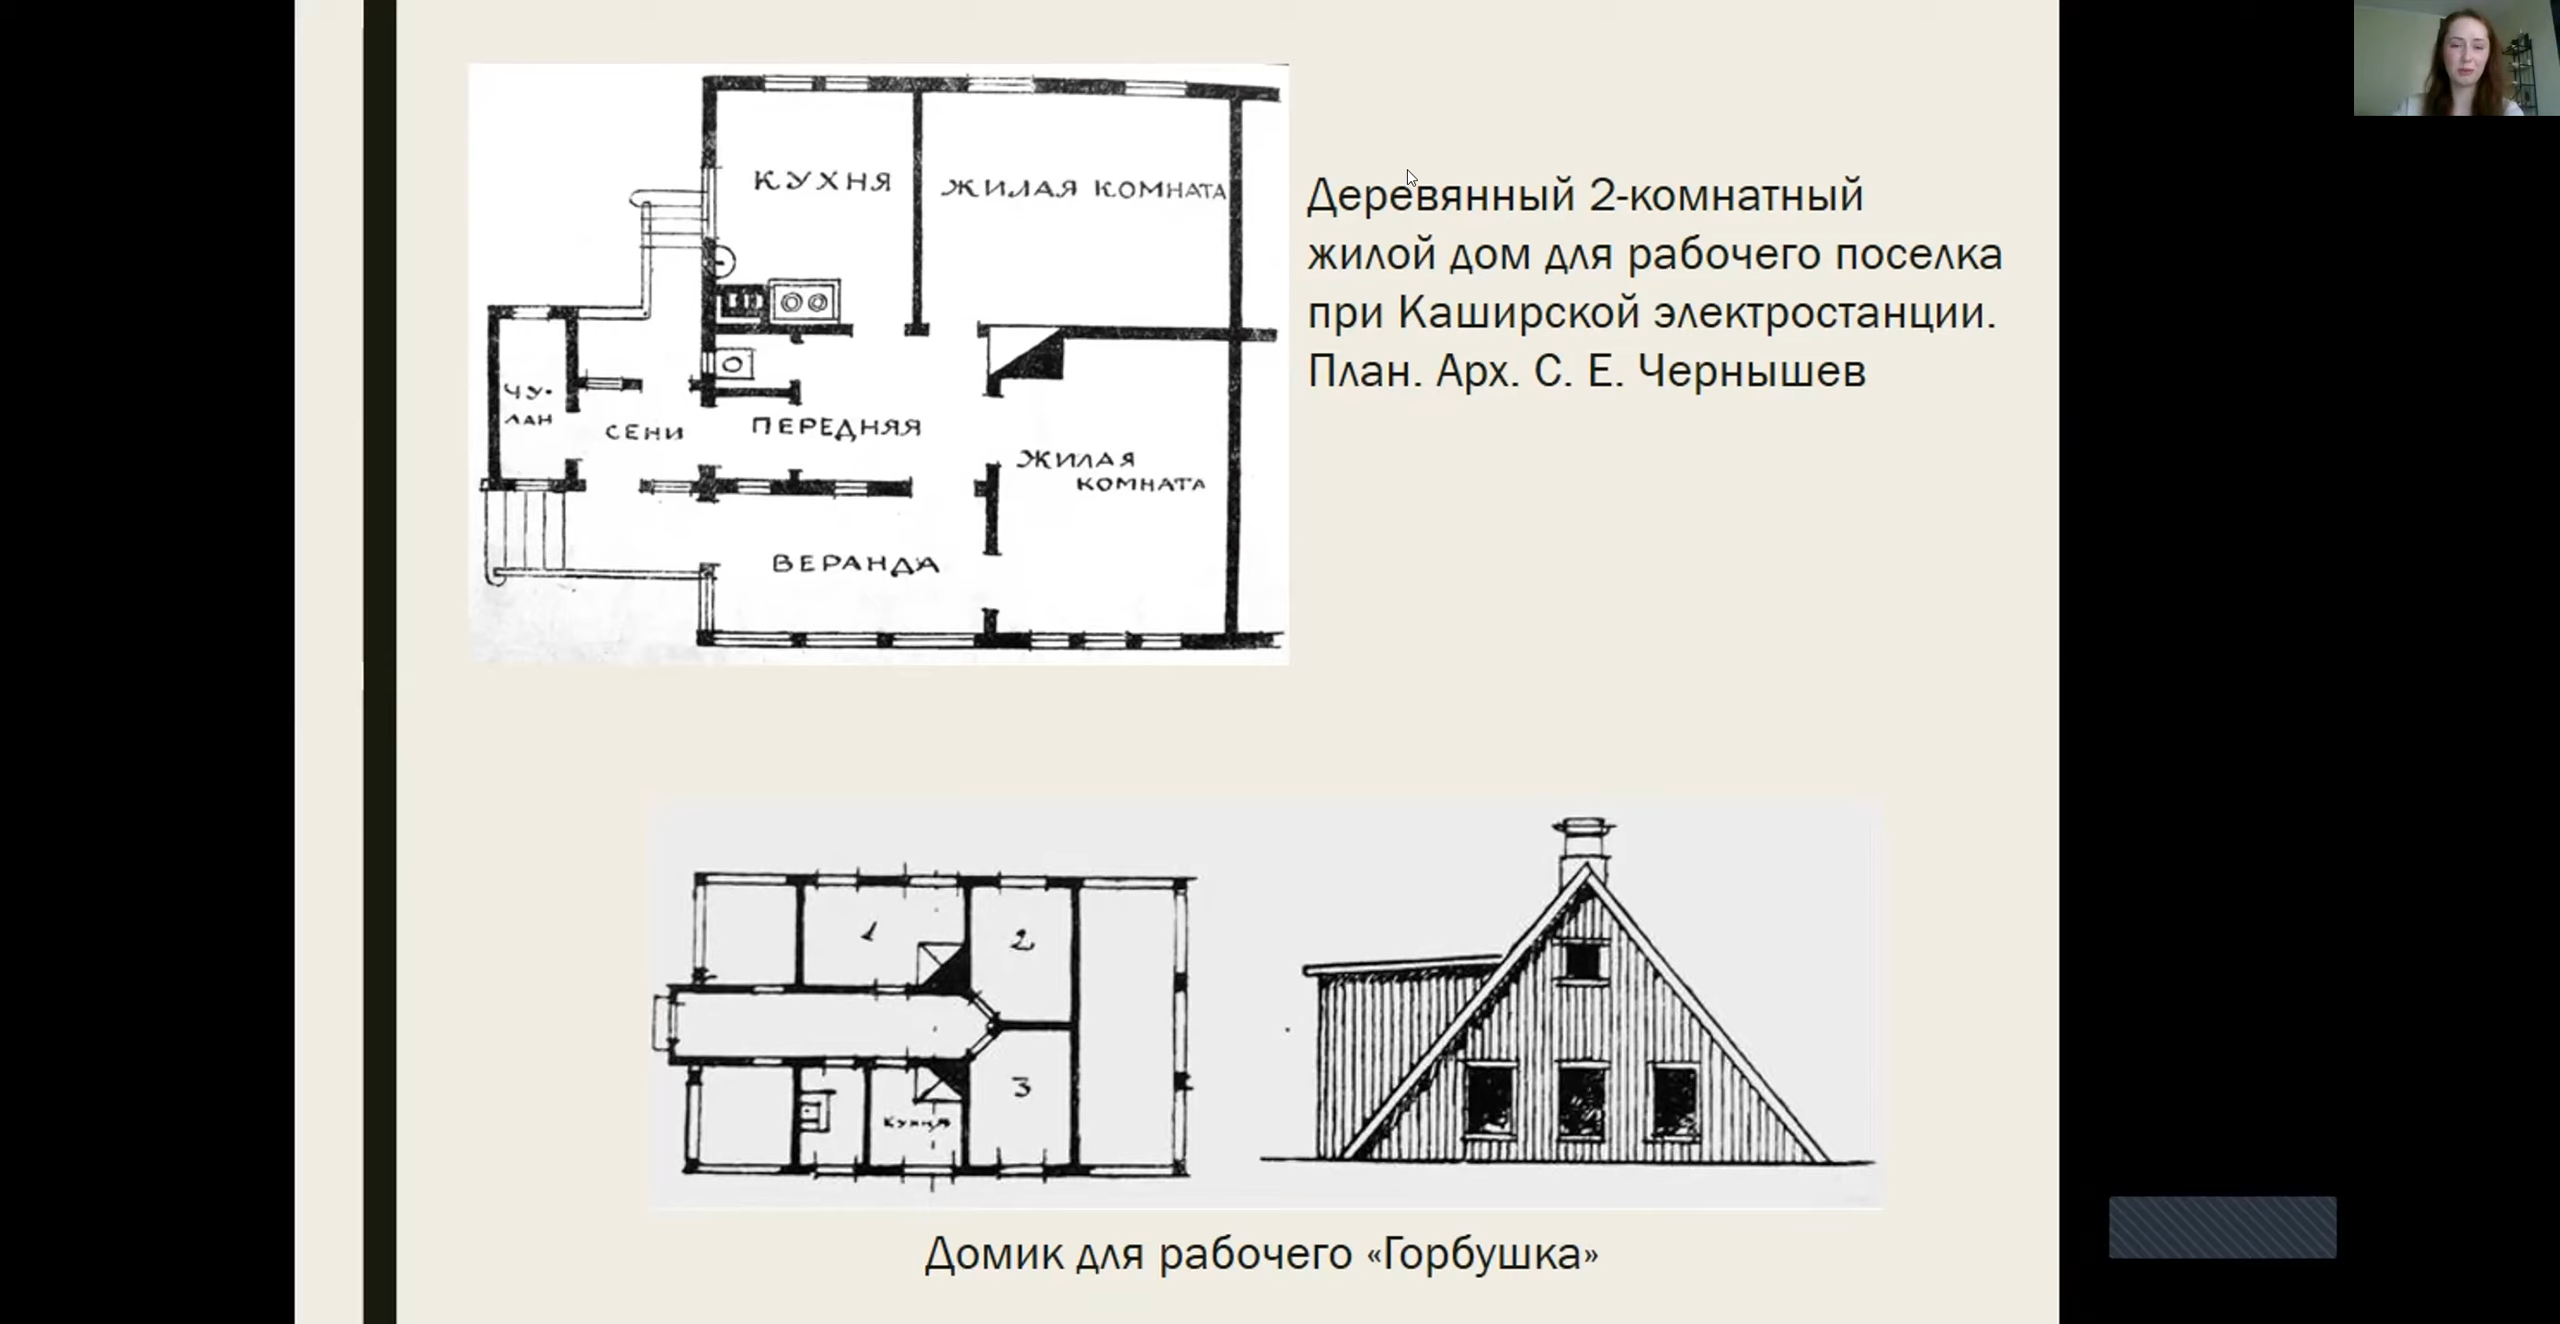 КУХНЯ
ЖИЛАЯ КОМНАТА
ЧУ-
ЛАН
СЕНИ
ПЕРЕДНЯЯ
ЖИЛАЯ
КОМНАТА
ВЕРАНДА
Деревянный 2-комнатный
жилой дом для рабочего поселка
при Каширской электростанции.
План. Арх. С. Е. Чернышев
1
2
3
кухня
Домик для рабочего «Горбушка»